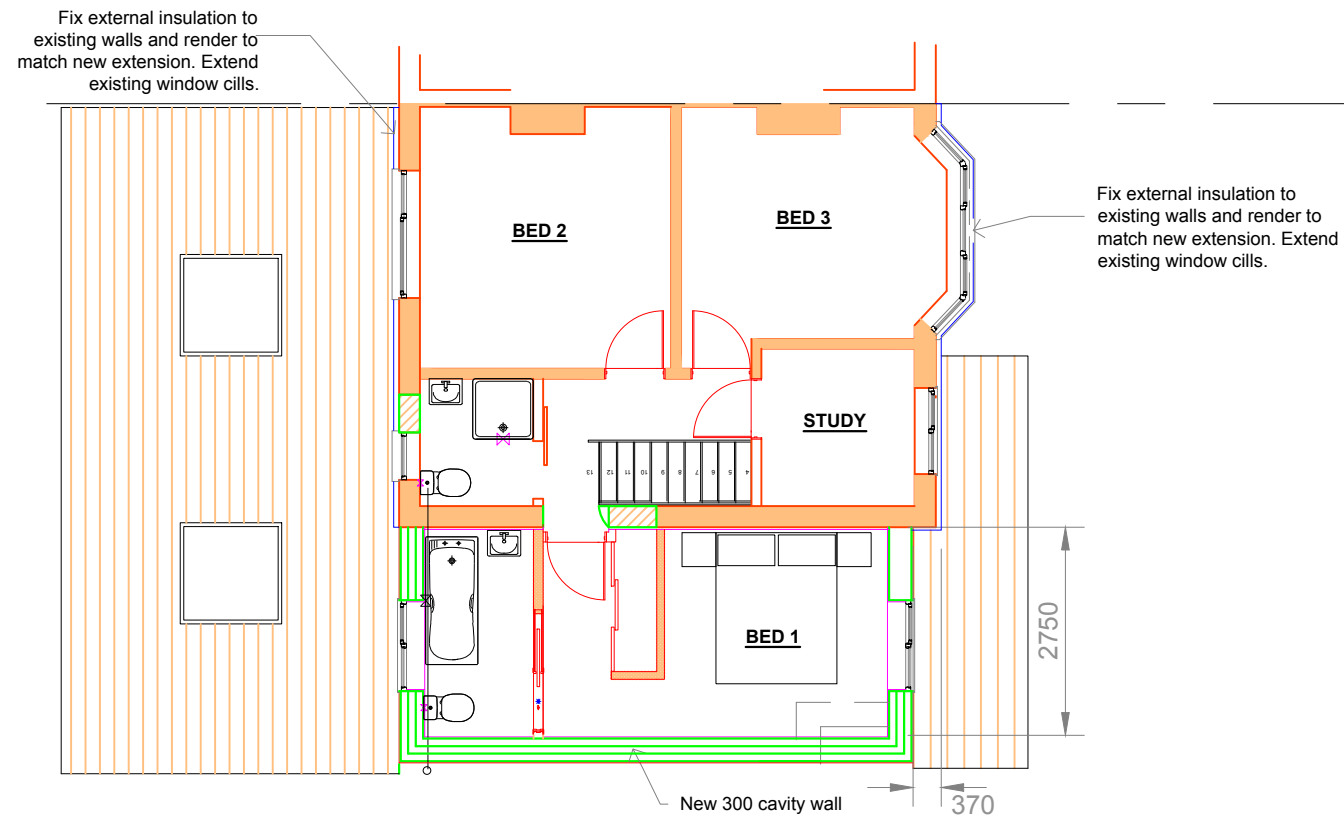 Fix external insulation to
existing walls and render to
match new extension. Extend
existing window cills.
Fix external insulation to
existing walls and render to
match new extension. Extend
existing window cills.
BED 2
BED 3
STUDY
13 12 11 10 9 8 7 6 5 4
BED 1
2750
370
New 300 cavity wall